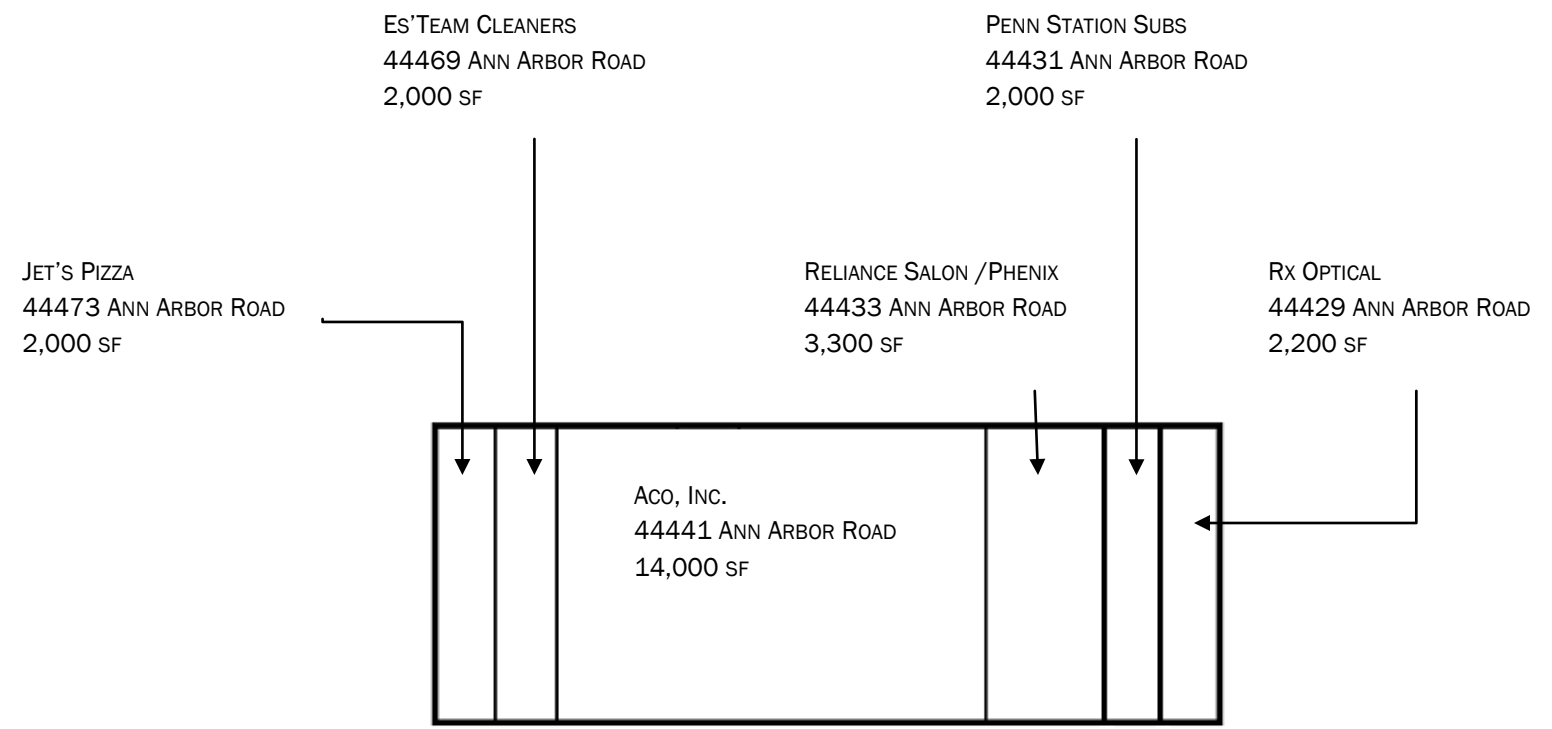 Es'Team Cleaners
44469 Ann Arbor Road
2,000 sf
Penn Station Subs
44431 Ann Arbor Road
2,000 sf
Jet's Pizza
44473 Ann Arbor Road
2,000 sf
Reliance Salon /Phenix
44433 Ann Arbor Road
3,300 sf
Rx Optical
44429 Ann Arbor Road
2,200 sf
Aco, Inc.
44441 Ann Arbor Road
14,000 sf